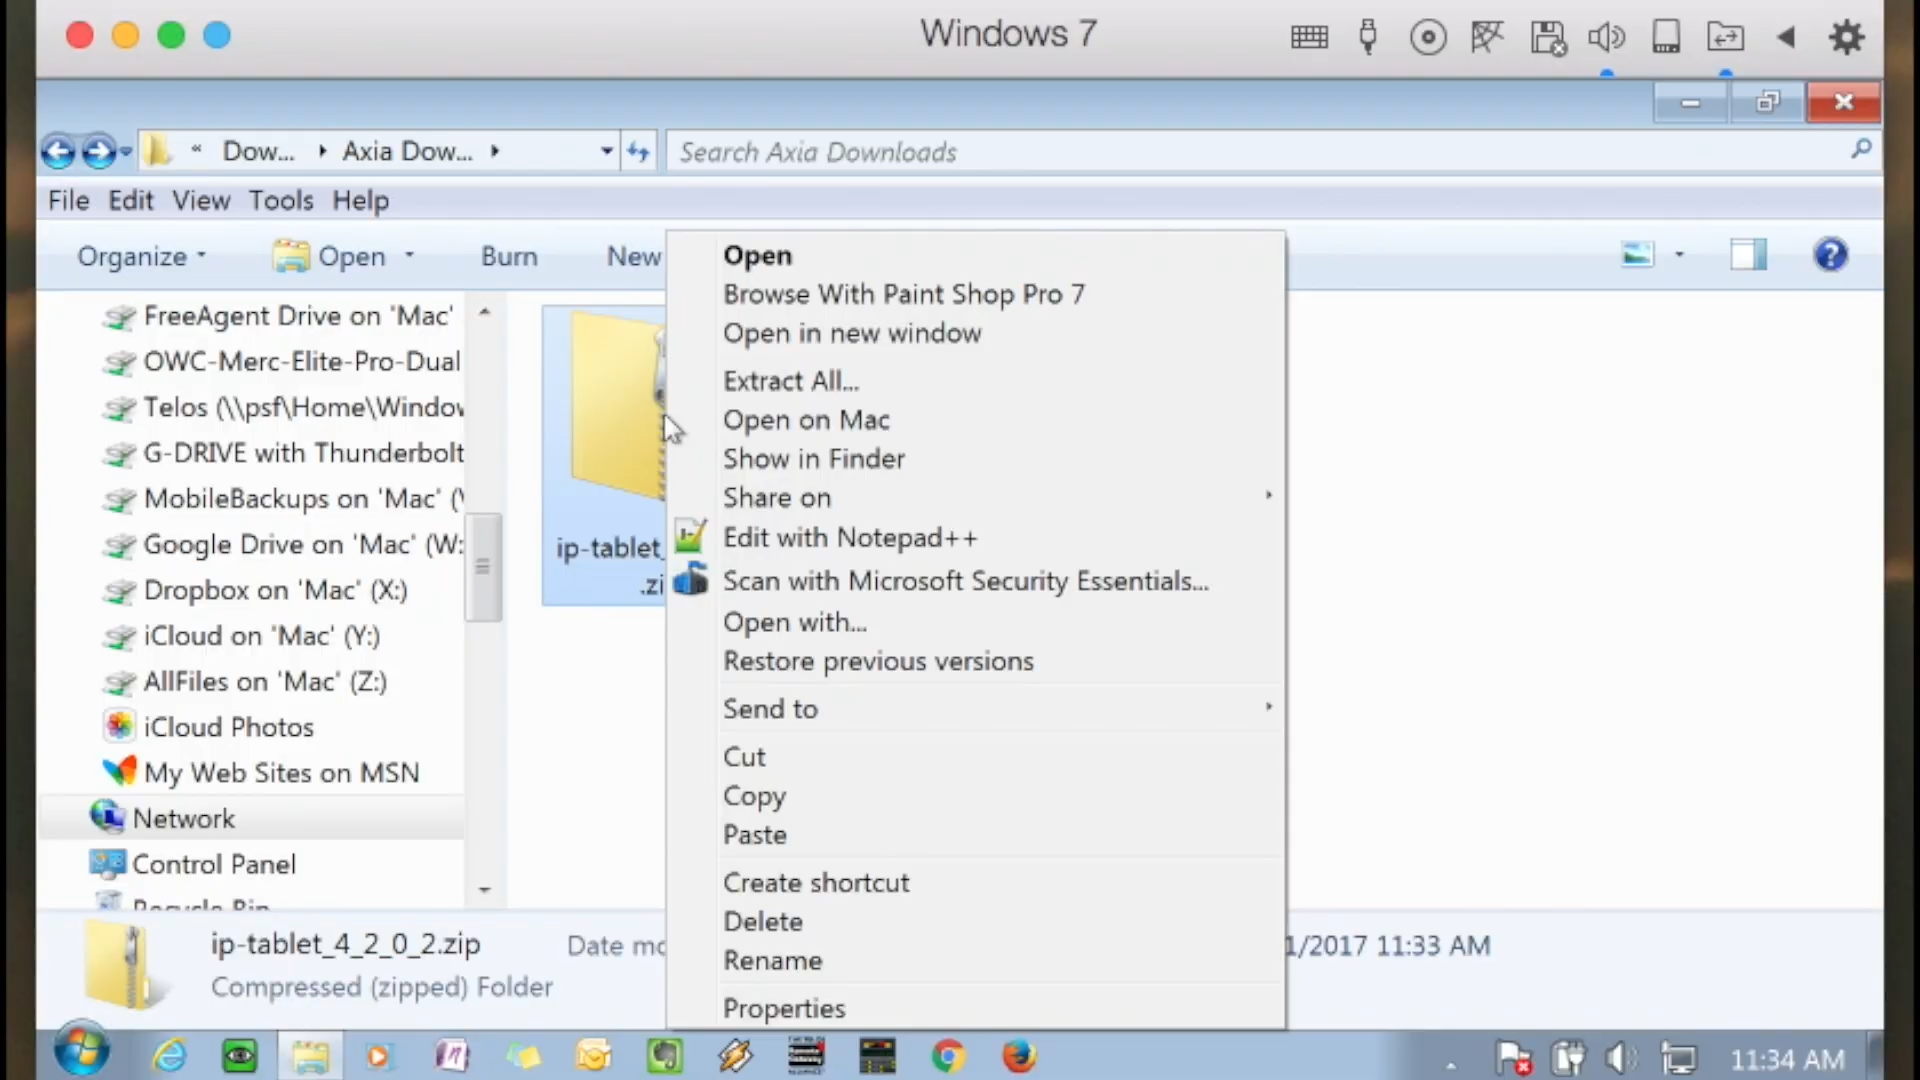 Windows 7
« Dow... Axia Dow...
Search Axia Downloads
File Edit View Tools Help
Organize
Open
Burn
New
FreeAgent Drive on 'Mac'
OWC-Merc-Elite-Pro-Dual
Telos (\\psf\Home\Window
G-DRIVE with Thunderbolt
MobileBackups on 'Mac' (\
Google Drive on 'Mac' (W:
Dropbox on 'Mac' (X:)
iCloud on 'Mac' (Y:)
AllFiles on 'Mac' (Z:)
iCloud Photos
My Web Sites on MSN
Network
Control Panel
Recycle Bin
ip-tablet_
.zi
Open
Browse With Paint Shop Pro 7
Open in new window
Extract All...
Open on Mac
Show in Finder
Share on
Edit with Notepad++
Scan with Microsoft Security Essentials...
Open with...
Restore previous versions
Send to
Cut
Copy
Paste
Create shortcut
Delete
Rename
Properties
ip-tablet_4_2_0_2.zip
Date mo
1/2017 11:33 AM
Compressed (zipped) Folder
11:34 AM